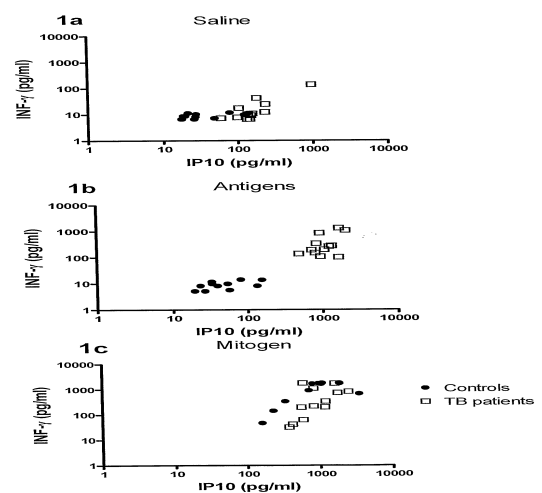 1a Saline
10000
1000
100
10
1
INF-γ (pg/ml)
1 10 100 1000 10000
IP10 (pg/ml)
1b Antigens
10000
1000
100
10
1
INF-γ (pg/ml)
1 10 100 1000 10000
IP10 (pg/ml)
1c Mitogen
10000
1000
100
10
1
INF-γ (pg/ml)
1 10 100 1000 10000
IP10 (pg/ml)
Controls
TB patients